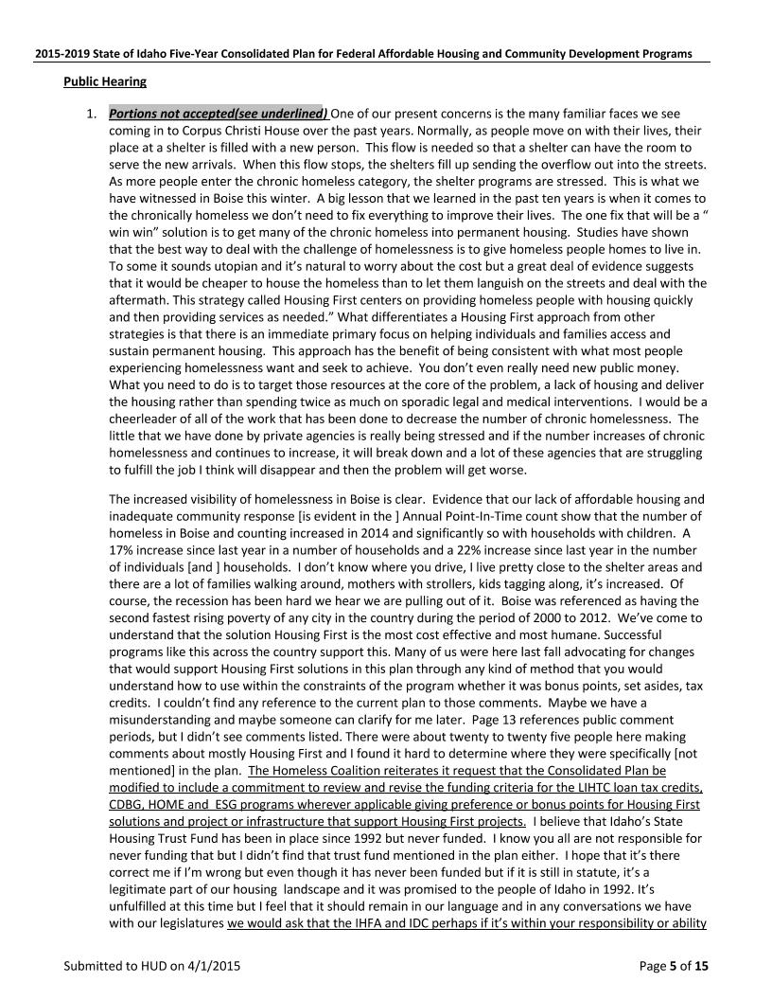 2015-2019 State of Idaho Five-Year Consolidated Plan for Federal Affordable Housing and Community Development Programs
Public Hearing
1. Portions not accepted(see underlined) One of our present concerns is the many familiar faces we see
coming in to Corpus Christi House over the past years. Normally, as people move on with their lives, their
place at a shelter is filled with a new person. This flow is needed so that a shelter can have the room to
serve the new arrivals. When this flow stops, the shelters fill up sending the overflow out into the streets.
As more people enter the chronic homeless category, the shelter programs are stressed. This is what we
have witnessed in Boise this winter. A big lesson that we learned in the past ten years is when it comes to
the chronically homeless we don't need to fix everything to improve their lives. The one fix that will be a "
win win" solution is to get many of the chronic homeless into permanent housing. Studies have shown
that the best way to deal with the challenge of homelessness is to give homeless people homes to live in.
To some it sounds utopian and it's natural to worry about the cost but a great deal of evidence suggests
that it would be cheaper to house the homeless than to let them languish on the streets and deal with the
aftermath. This strategy called Housing First centers on providing homeless people with housing quickly
and then providing services as needed." What differentiates a Housing First approach from other
strategies is that there is an immediate primary focus on helping individuals and families access and
sustain permanent housing. This approach has the benefit of being consistent with what most people
experiencing homelessness want and seek to achieve. You don't even really need new public money.
What you need to do is to target those resources at the core of the problem, a lack of housing and deliver
the housing rather than spending twice as much on sporadic legal and medical interventions. I would be a
cheerleader of all of the work that has been done to decrease the number of chronic homelessness. The
little that we have done by private agencies is really being stressed and if the number increases of chronic
homelessness and continues to increase, it will break down and a lot of these agencies that are struggling
to fulfill the job I think will disappear and then the problem will get worse.
The increased visibility of homelessness in Boise is clear. Evidence that our lack of affordable housing and
inadequate community response [is evident in the ] Annual Point-In-Time count show that the number of
homeless in Boise and counting increased in 2014 and significantly so with households with children. A
17% increase since last year in a number of households and a 22% increase since last year in the number
of individuals [and ] households. I don't know where you drive, I live pretty close to the shelter areas and
there are a lot of families walking around, mothers with strollers, kids tagging along, it's increased. Of
course, the recession has been hard we hear we are pulling out of it. Boise was referenced as having the
second fastest rising poverty of any city in the country during the period of 2000 to 2012. We've come to
understand that the solution Housing First is the most cost effective and most humane. Successful
programs like this across the country support this. Many of us were here last fall advocating for changes
that would support Housing First solutions in this plan through any kind of method that you would
understand how to use within the constraints of the program whether it was bonus points, set asides, tax
credits. I couldn't find any reference to the current plan to those comments. Maybe we have a
misunderstanding and maybe someone can clarify for me later. Page 13 references public comment
periods, but I didn't see comments listed. There were about twenty to twenty five people here making
comments about mostly Housing First and I found it hard to determine where they were specifically [not
mentioned] in the plan. The Homeless Coalition reiterates it request that the Consolidated Plan be
modified to include a commitment to review and revise the funding criteria for the LIHTC loan tax credits,
CDBG, HOME and ESG programs wherever applicable giving preference or bonus points for Housing First
solutions and project or infrastructure that support Housing First projects. I believe that Idaho's State
Housing Trust Fund has been in place since 1992 but never funded. I know you all are not responsible for
never funding that but I didn't find that trust fund mentioned in the plan either. I hope that it's there
correct me if I'm wrong but even though it has never been funded but if it is still in statute, it's a
legitimate part of our housing landscape and it was promised to the people of Idaho in 1992. It's
unfulfilled at this time but I feel that it should remain in our language and in any conversations we have
with our legislatures we would ask that the IHFA and IDC perhaps if it's within your responsibility or ability
Submitted to HUD on 4/1/2015 Page 5 of 15